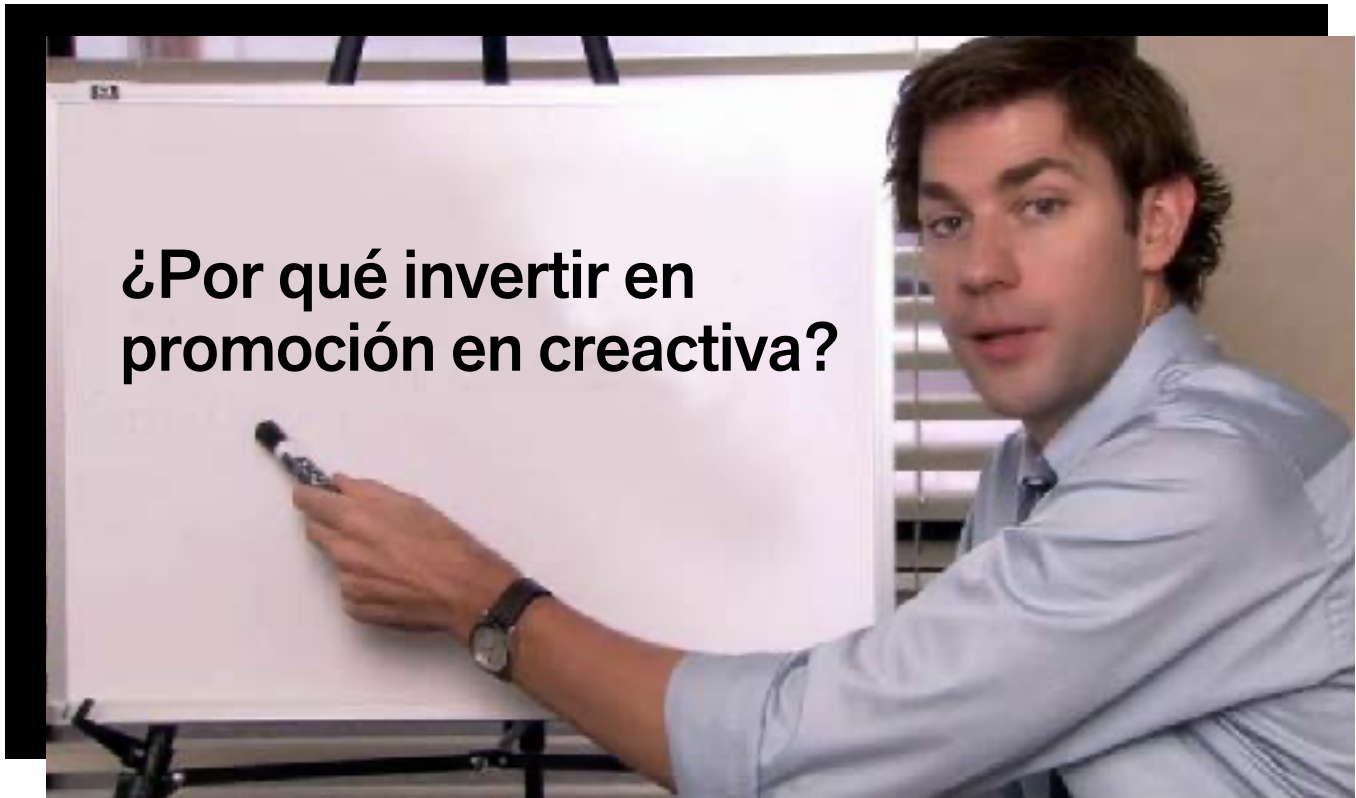 ¿Por qué invertir en
promoción en creactiva?